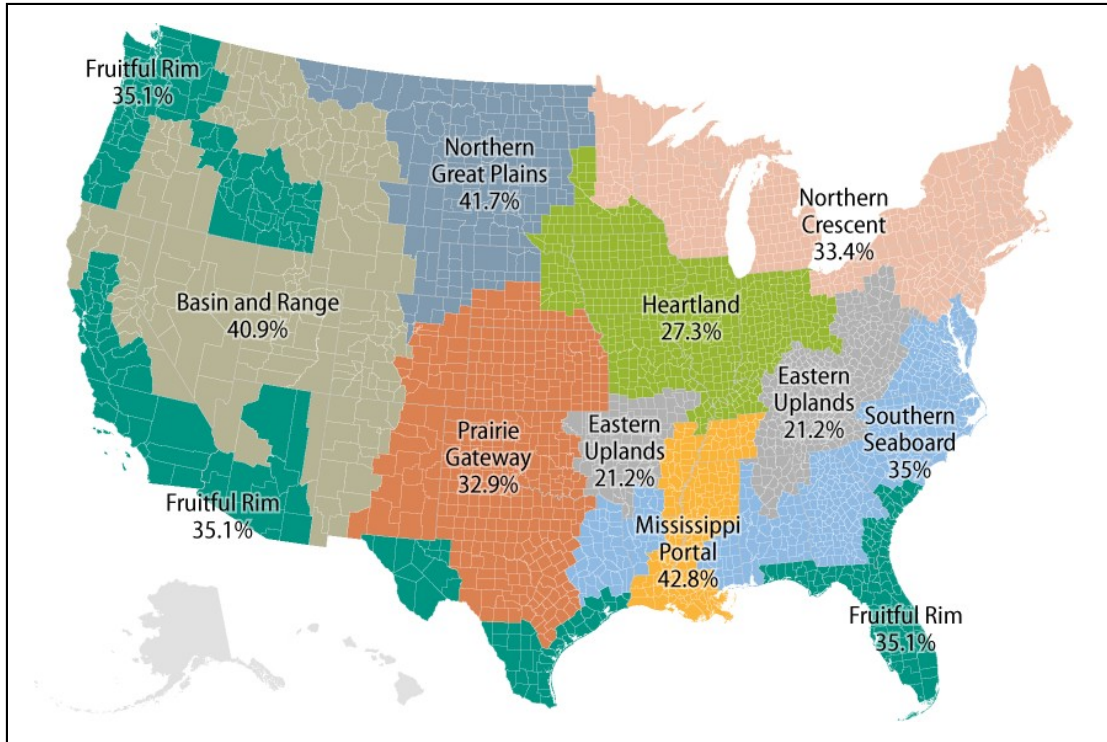 Fruitful Rim
35.1%
Northern
Great Plains
41.7%
Northern
Crescent
33.4%
Basin and Range
40.9%
Heartland
27.3%
Eastern
Uplands
21.2%
Southern
Seaboard
35%
Prairie
Gateway
32.9%
Eastern
Uplands
21.2%
Fruitful Rim
35.1%
Mississippi
Portal
42.8%
Fruitful Rim
35.1%